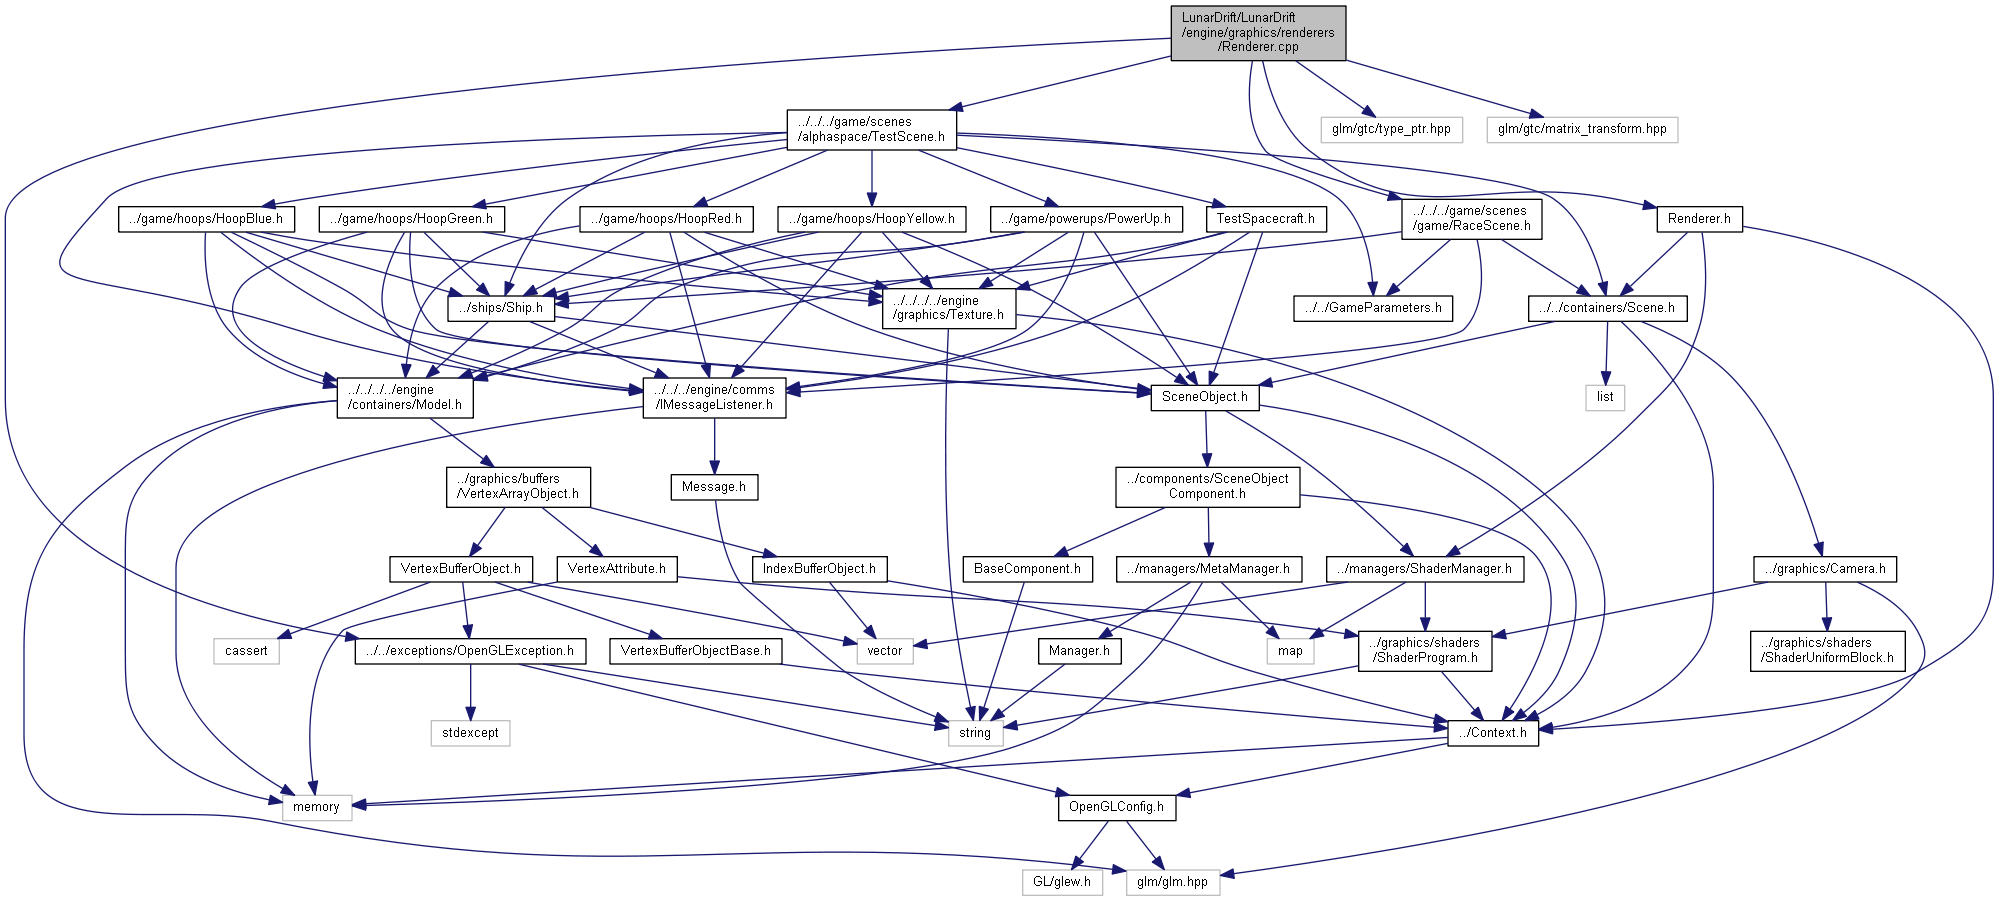 LunarDrift/LunarDrift
/engine/graphics/renderers
/Renderer.cpp
../../../game/scenes
/alphaspace/TestScene.h
glm/gtc/type_ptr.hpp
glm/gtc/matrix_transform.hpp
../game/hoops/HoopBlue.h
../game/hoops/HoopGreen.h
../game/hoops/HoopRed.h
../game/hoops/HoopYellow.h
../game/powerups/PowerUp.h
TestSpacecraft.h
../../../game/scenes
/game/RaceScene.h
Renderer.h
../ships/Ship.h
../../../../engine
/graphics/Texture.h
../../GameParameters.h
../../containers/Scene.h
../../../../engine
/containers/Model.h
../../../engine/comms
/IMessageListener.h
SceneObject.h
list
../graphics/buffers
/VertexArrayObject.h
Message.h
../components/SceneObject
Component.h
VertexBufferObject.h
VertexAttribute.h
IndexBufferObject.h
BaseComponent.h
../managers/MetaManager.h
../managers/ShaderManager.h
../graphics/Camera.h
cassert
../../exceptions/OpenGLException.h
VertexBufferObjectBase.h
vector
Manager.h
map
../graphics/shaders
/ShaderProgram.h
../graphics/shaders
/ShaderUniformBlock.h
stdexcept
string
../Context.h
memory
OpenGLConfig.h
GL/glew.h
glm/glm.hpp